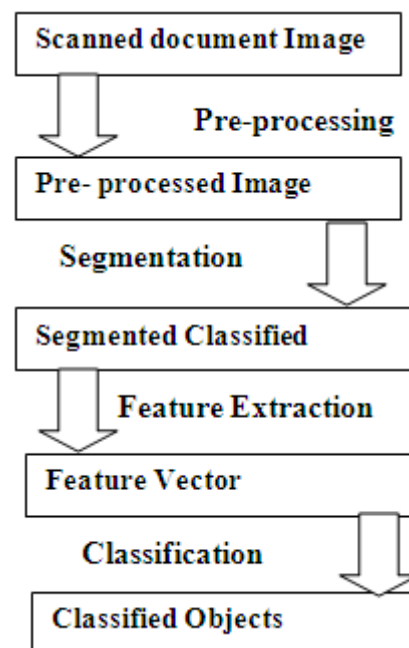 Scanned document Image
Pre-processing
Pre- processed Image
Segmentation
Segmented Classified
Feature Extraction
Feature Vector
Classification
Classified Objects